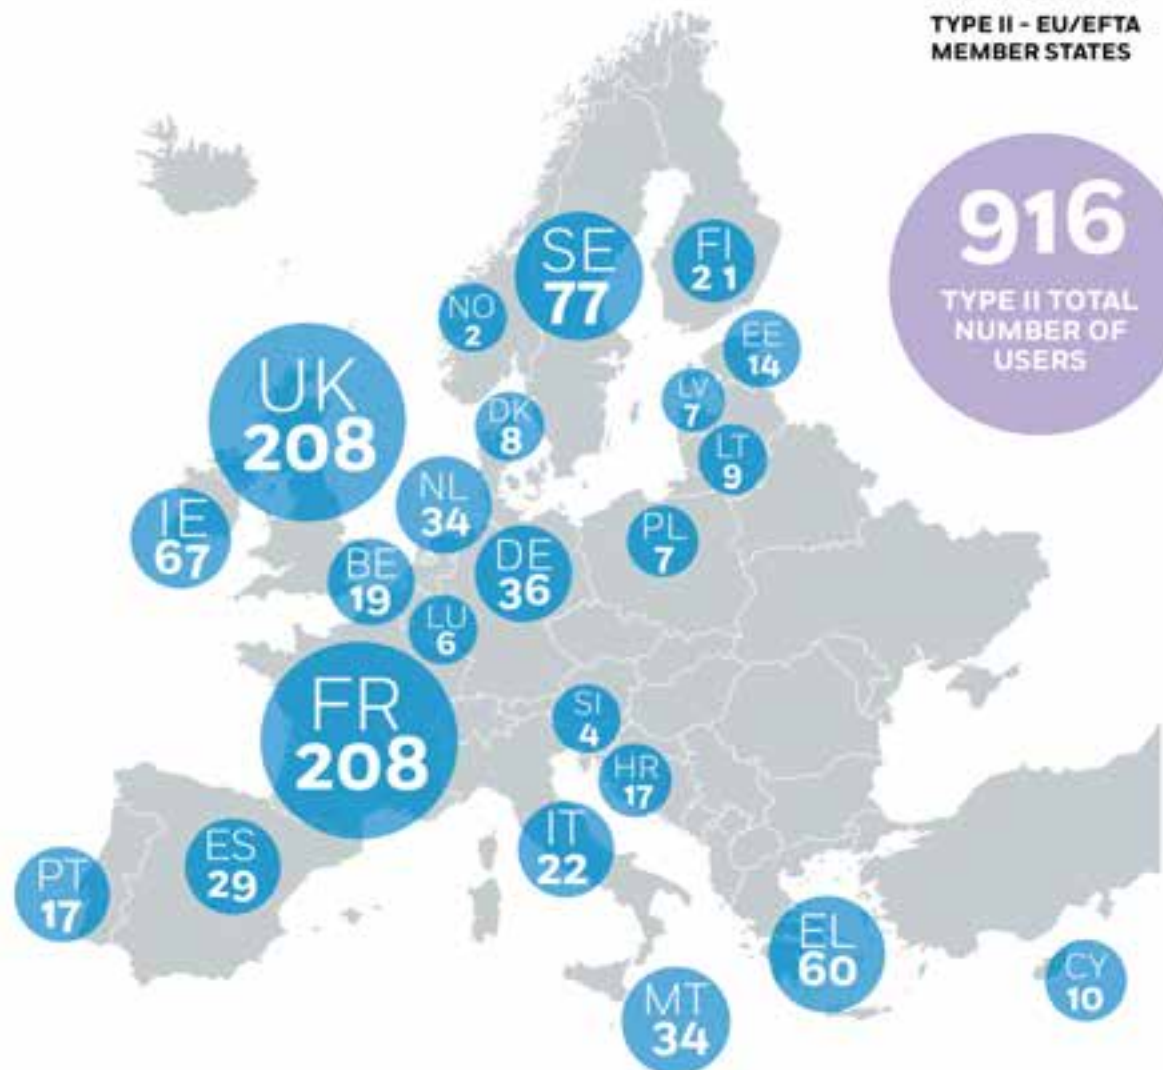 TYPE II - EU/EFTA
MEMBER STATES
916
TYPE II TOTAL
NUMBER OF
USERS
SE
77
FI
21
NO
2
EE
14
UK
208
LV
7
DK
8
LT
9
NL
34
IE
67
PL
7
BE
19
DE
36
LU
6
FR
208
SI
4
HR
17
IT
22
ES
29
PT
17
EL
60
CY
10
MT
34